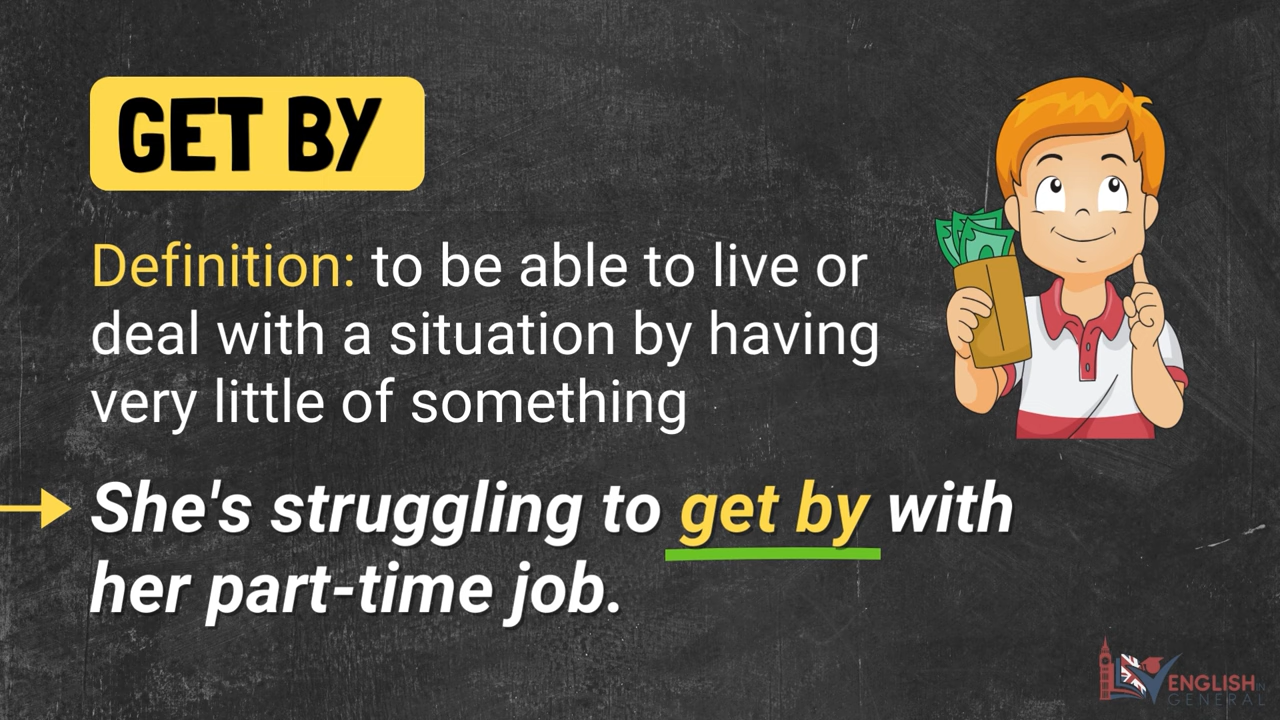 GET BY
Definition: to be able to live or
deal with a situation by having
very little of something
She's struggling to get by with
her part-time job.
ENGLISH IN
GENERAL